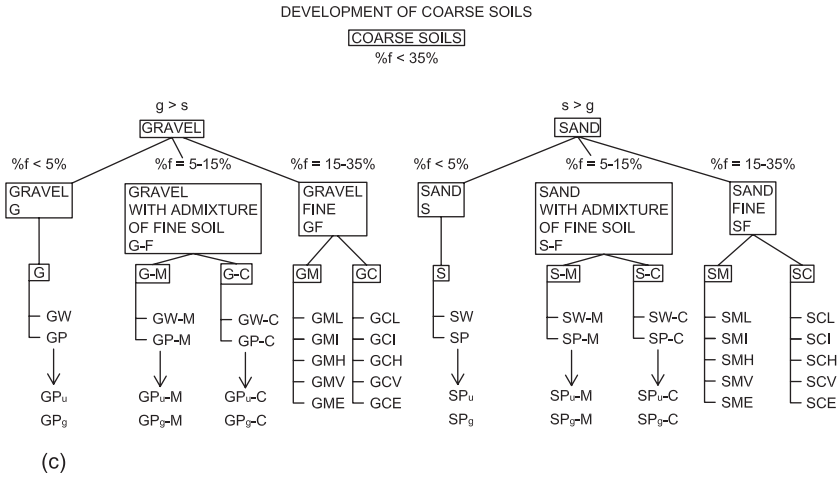 DEVELOPMENT OF COARSE SOILS
COARSE SOILS
%f < 35%
g > s
GRAVEL
s > g
SAND
%f < 5%
%f = 5-15%
%f = 15-35%
%f < 5%
%f = 5-15%
%f = 15-35%
GRAVEL
G
GRAVEL
WITH ADMIXTURE
OF FINE SOIL
G-F
GRAVEL
FINE
GF
SAND
S
SAND
WITH ADMIXTURE
OF FINE SOIL
S-F
SAND
FINE
SF
G
G-M
G-C
GM
GC
S
S-M
S-C
SM
SC
GW
GP
GPu
GPg
GW-M
GP-M
GPu-M
GPg-M
GW-C
GP-C
GPu-C
GPg-C
GML
GMI
GMH
GMV
GME
GCL
GCI
GCH
GCV
GCE
SW
SP
SPu
SPg
SW-M
SP-M
SPu-M
SPg-M
SW-C
SP-C
SPu-C
SPg-C
SML
SMI
SMH
SMV
SME
SCL
SCI
SCH
SCV
SCE
(c)